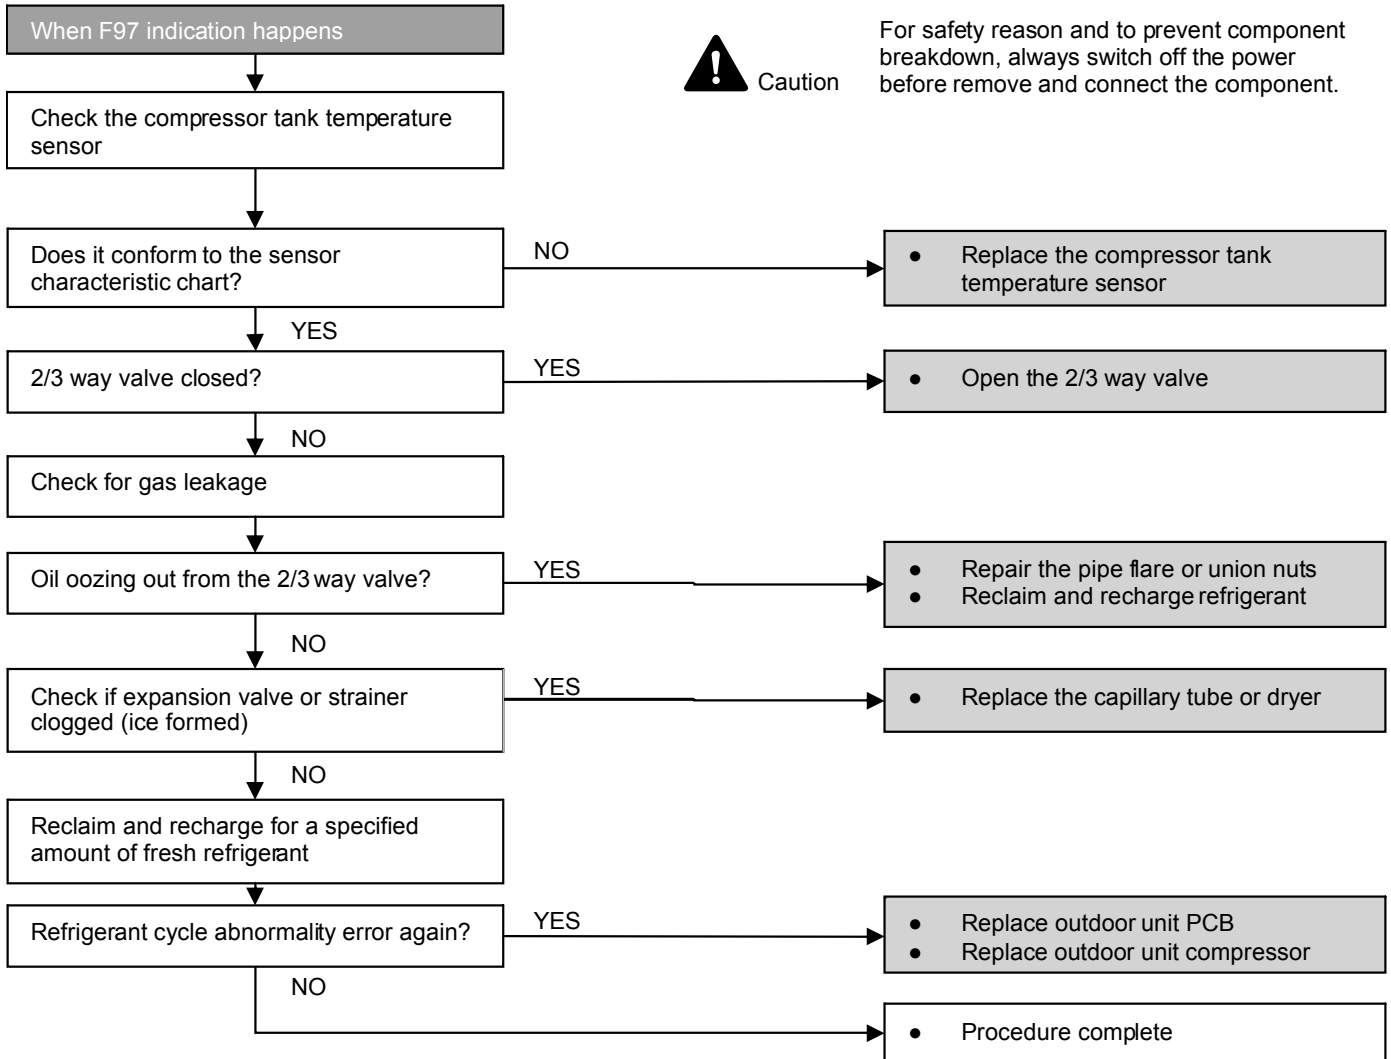 When F97 indication happens
Caution
For safety reason and to prevent component
breakdown, always switch off the power
before remove and connect the component.
Check the compressor tank temperature
sensor
Does it conform to the sensor
characteristic chart?
NO
● Replace the compressor tank
temperature sensor
YES
2/3 way valve closed?
YES
● Open the 2/3 way valve
NO
Check for gas leakage
Oil oozing out from the 2/3 way valve?
YES
● Repair the pipe flare or union nuts
● Reclaim and recharge refrigerant
NO
Check if expansion valve or strainer
clogged (ice formed)
YES
● Replace the capillary tube or dryer
NO
Reclaim and recharge for a specified
amount of fresh refrigerant
Refrigerant cycle abnormality error again?
YES
● Replace outdoor unit PCB
● Replace outdoor unit compressor
NO
● Procedure complete